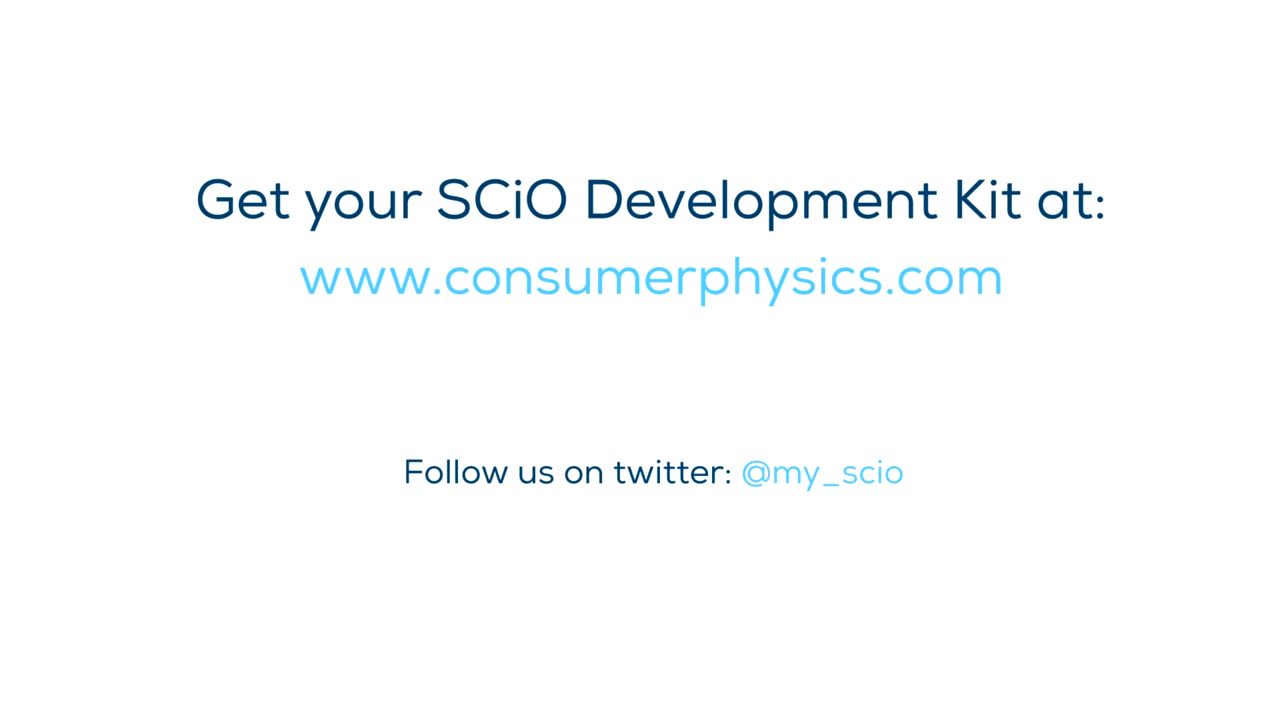 Get your SCiO Development Kit at:
www.consumerphysics.com
Follow us on twitter: @my_scio